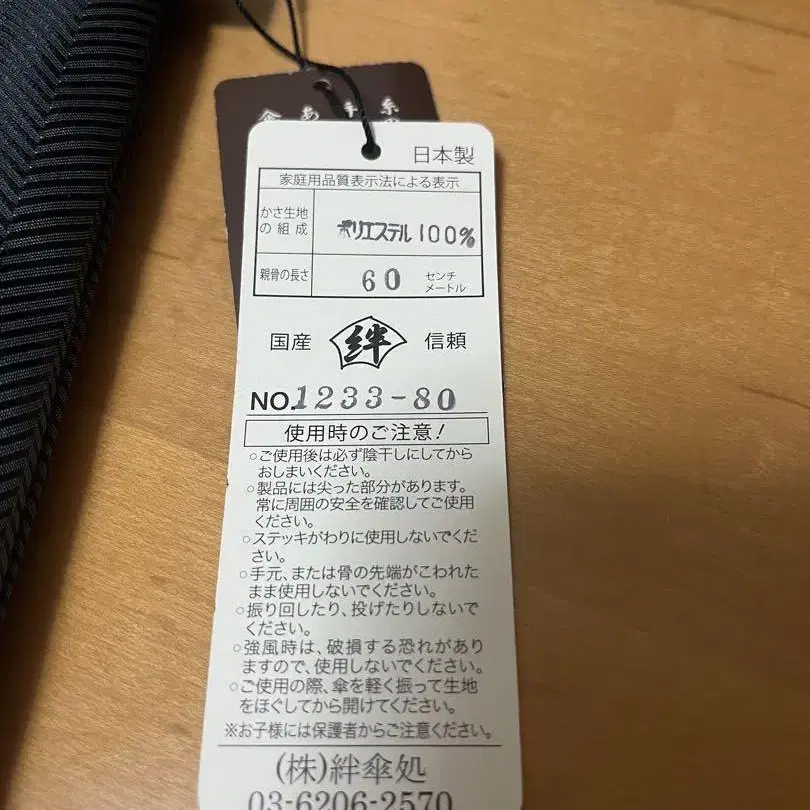 傘 あ 手 糸
日本製
家庭用品質表示法による表示
かさ生地
の組成
ポリエステル 100%
親骨の長さ
60
センチ
メートル
国産 絆 信頼
NO.1233-80
使用時のご注意!
○ご使用後は必ず陰干しにしてから
おしまいください。
○製品には尖った部分があります。
常に周囲の安全を確認してご使用
ください。
○ステッキがわりに使用しないでくだ
さい。
○手元、または骨の先端がこわれた
まま使用しないでください。
○振り回したり、投げたりしないで
ください。
○強風時は、破損する恐れがあり
ますので、使用しないでください。
○ご使用の際、傘を軽く振って生地
をほぐしてから開けてください。
※お子様には保護者からご注意ください。
(株)絆傘処
03-6206-2570